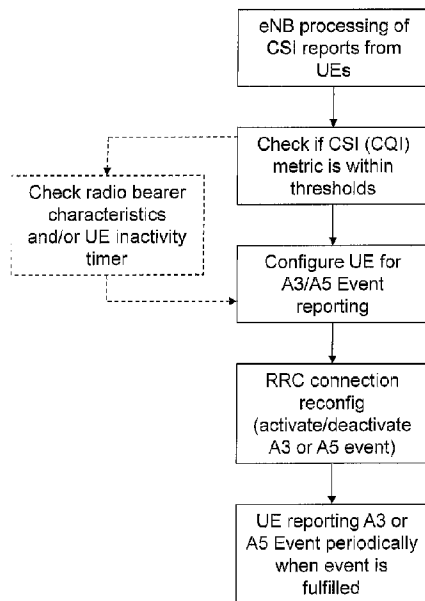 eNB processing of
CSI reports from
UEs
Check if CSI (CQI)
metric is within
thresholds
Check radio bearer
characteristics
and/or UE inactivity
timer
Configure UE for
A3/A5 Event
reporting
RRC connection
reconfig
(activate/deactivate
A3 or A5 event)
UE reporting A3 or
A5 Event periodically
when event is
fulfilled